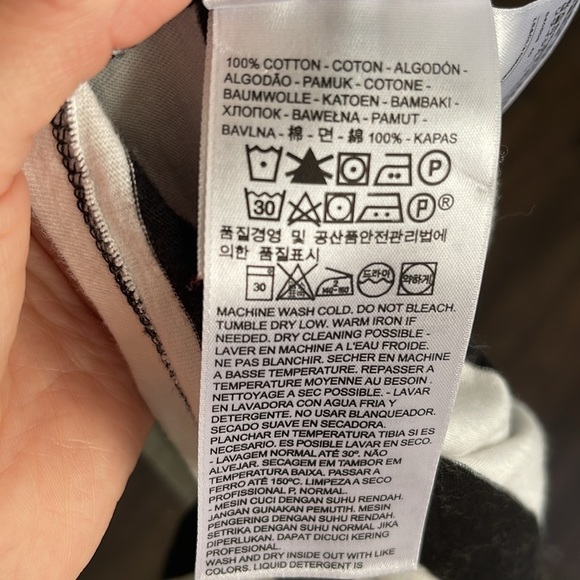 100% COTTON - COTON - ALGODÓN -
ALGODÃO - PAMUK - COTONE -
BAUMWOLLE - KATOEN - BAMBAKI -
ХЛОПОК - BAWEŁNA - PAMUT -
BAVLNA - 棉 - 면 - 綿 100% - KAPAS
P
30 P®
품질경영 및 공산품안전관리법에
의한 품질표시
30 140-160 드라이 약하게
MACHINE WASH COLD. DO NOT BLEACH.
TUMBLE DRY LOW. WARM IRON IF
NEEDED. DRY CLEANING POSSIBLE -
LAVER EN MACHINE A L'EAU FROIDE.
NE PAS BLANCHIR. SECHER EN MACHINE
A BASSE TEMPERATURE. REPASSER A
TEMPERATURE MOYENNE AU BESOIN.
NETTOYAGE A SEC POSSIBLE. - LAVAR
EN LAVADORA CON AGUA FRIA Y
DETERGENTE. NO USAR BLANQUEADOR.
SECADO SUAVE EN SECADORA.
PLANCHAR EN TEMPERATURA TIBIA SI ES
NECESARIO. ES POSIBLE LAVAR EN SECO.
- LAVAGEM NORMAL ATÉ 30º. NÃO
ALVEJAR. SECAGEM EM TAMBOR EM
TEMPERATURA BAIXA. PASSAR A
FERRO ATÉ 150ºC. LIMPEZA A SECO
PROFISSIONAL P, NORMAL.
- MESIN CUCI DENGAN SUHU RENDAH.
JANGAN GUNAKAN PEMUTIH. MESIN
PENGERING DENGAN SUHU RENDAH.
SETRIKA DENGAN SUHU NORMAL JIKA
DIPERLUKAN. DAPAT DICUCI KERING
PROFESIONAL.
WASH AND DRY INSIDE OUT WITH LIKE
COLORS. LIQUID DETERGENT IS